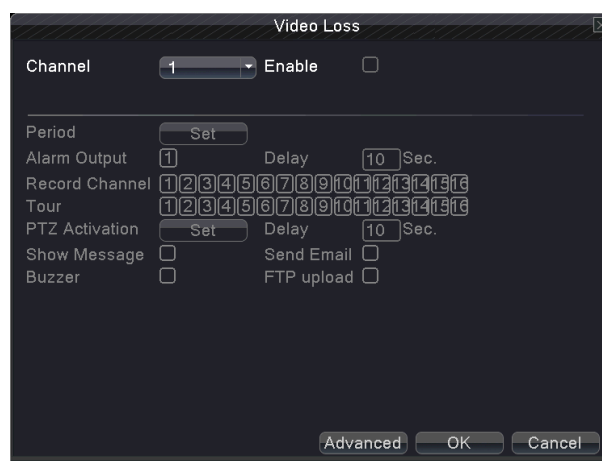 Video Loss
Channel 1 Enable
Period Set
Alarm Output 1 Delay 10 Sec.
Record Channel 1 2 3 4 5 6 7 8 9 10 11 12 13 14 15 16
Tour 1 2 3 4 5 6 7 8 9 10 11 12 13 14 15 16
PTZ Activation Set Delay 10 Sec.
Show Message Send Email
Buzzer FTP upload
Advanced OK Cancel